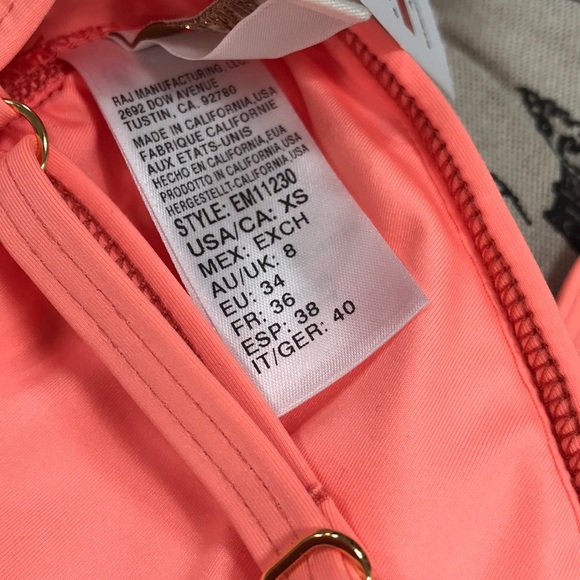 RAJ MANUFACTURING, LLC
2692 DOW AVENUE
TUSTIN, CA. 92780
MADE IN CALIFORNIA,USA
FABRIQUE CALIFORNIE
AUX ETATS-UNIS
HECHO EN CALIFORNIA,EUA
PRODOTTO IN CALIFORNIA,USA
HERGESTELLT-CALIFORNIA,USA
STYLE: EM11230
USA/CA: XS
MEX: EXCH
AU/UK: 8
EU: 34
FR: 36
ESP: 38
IT/GER: 40